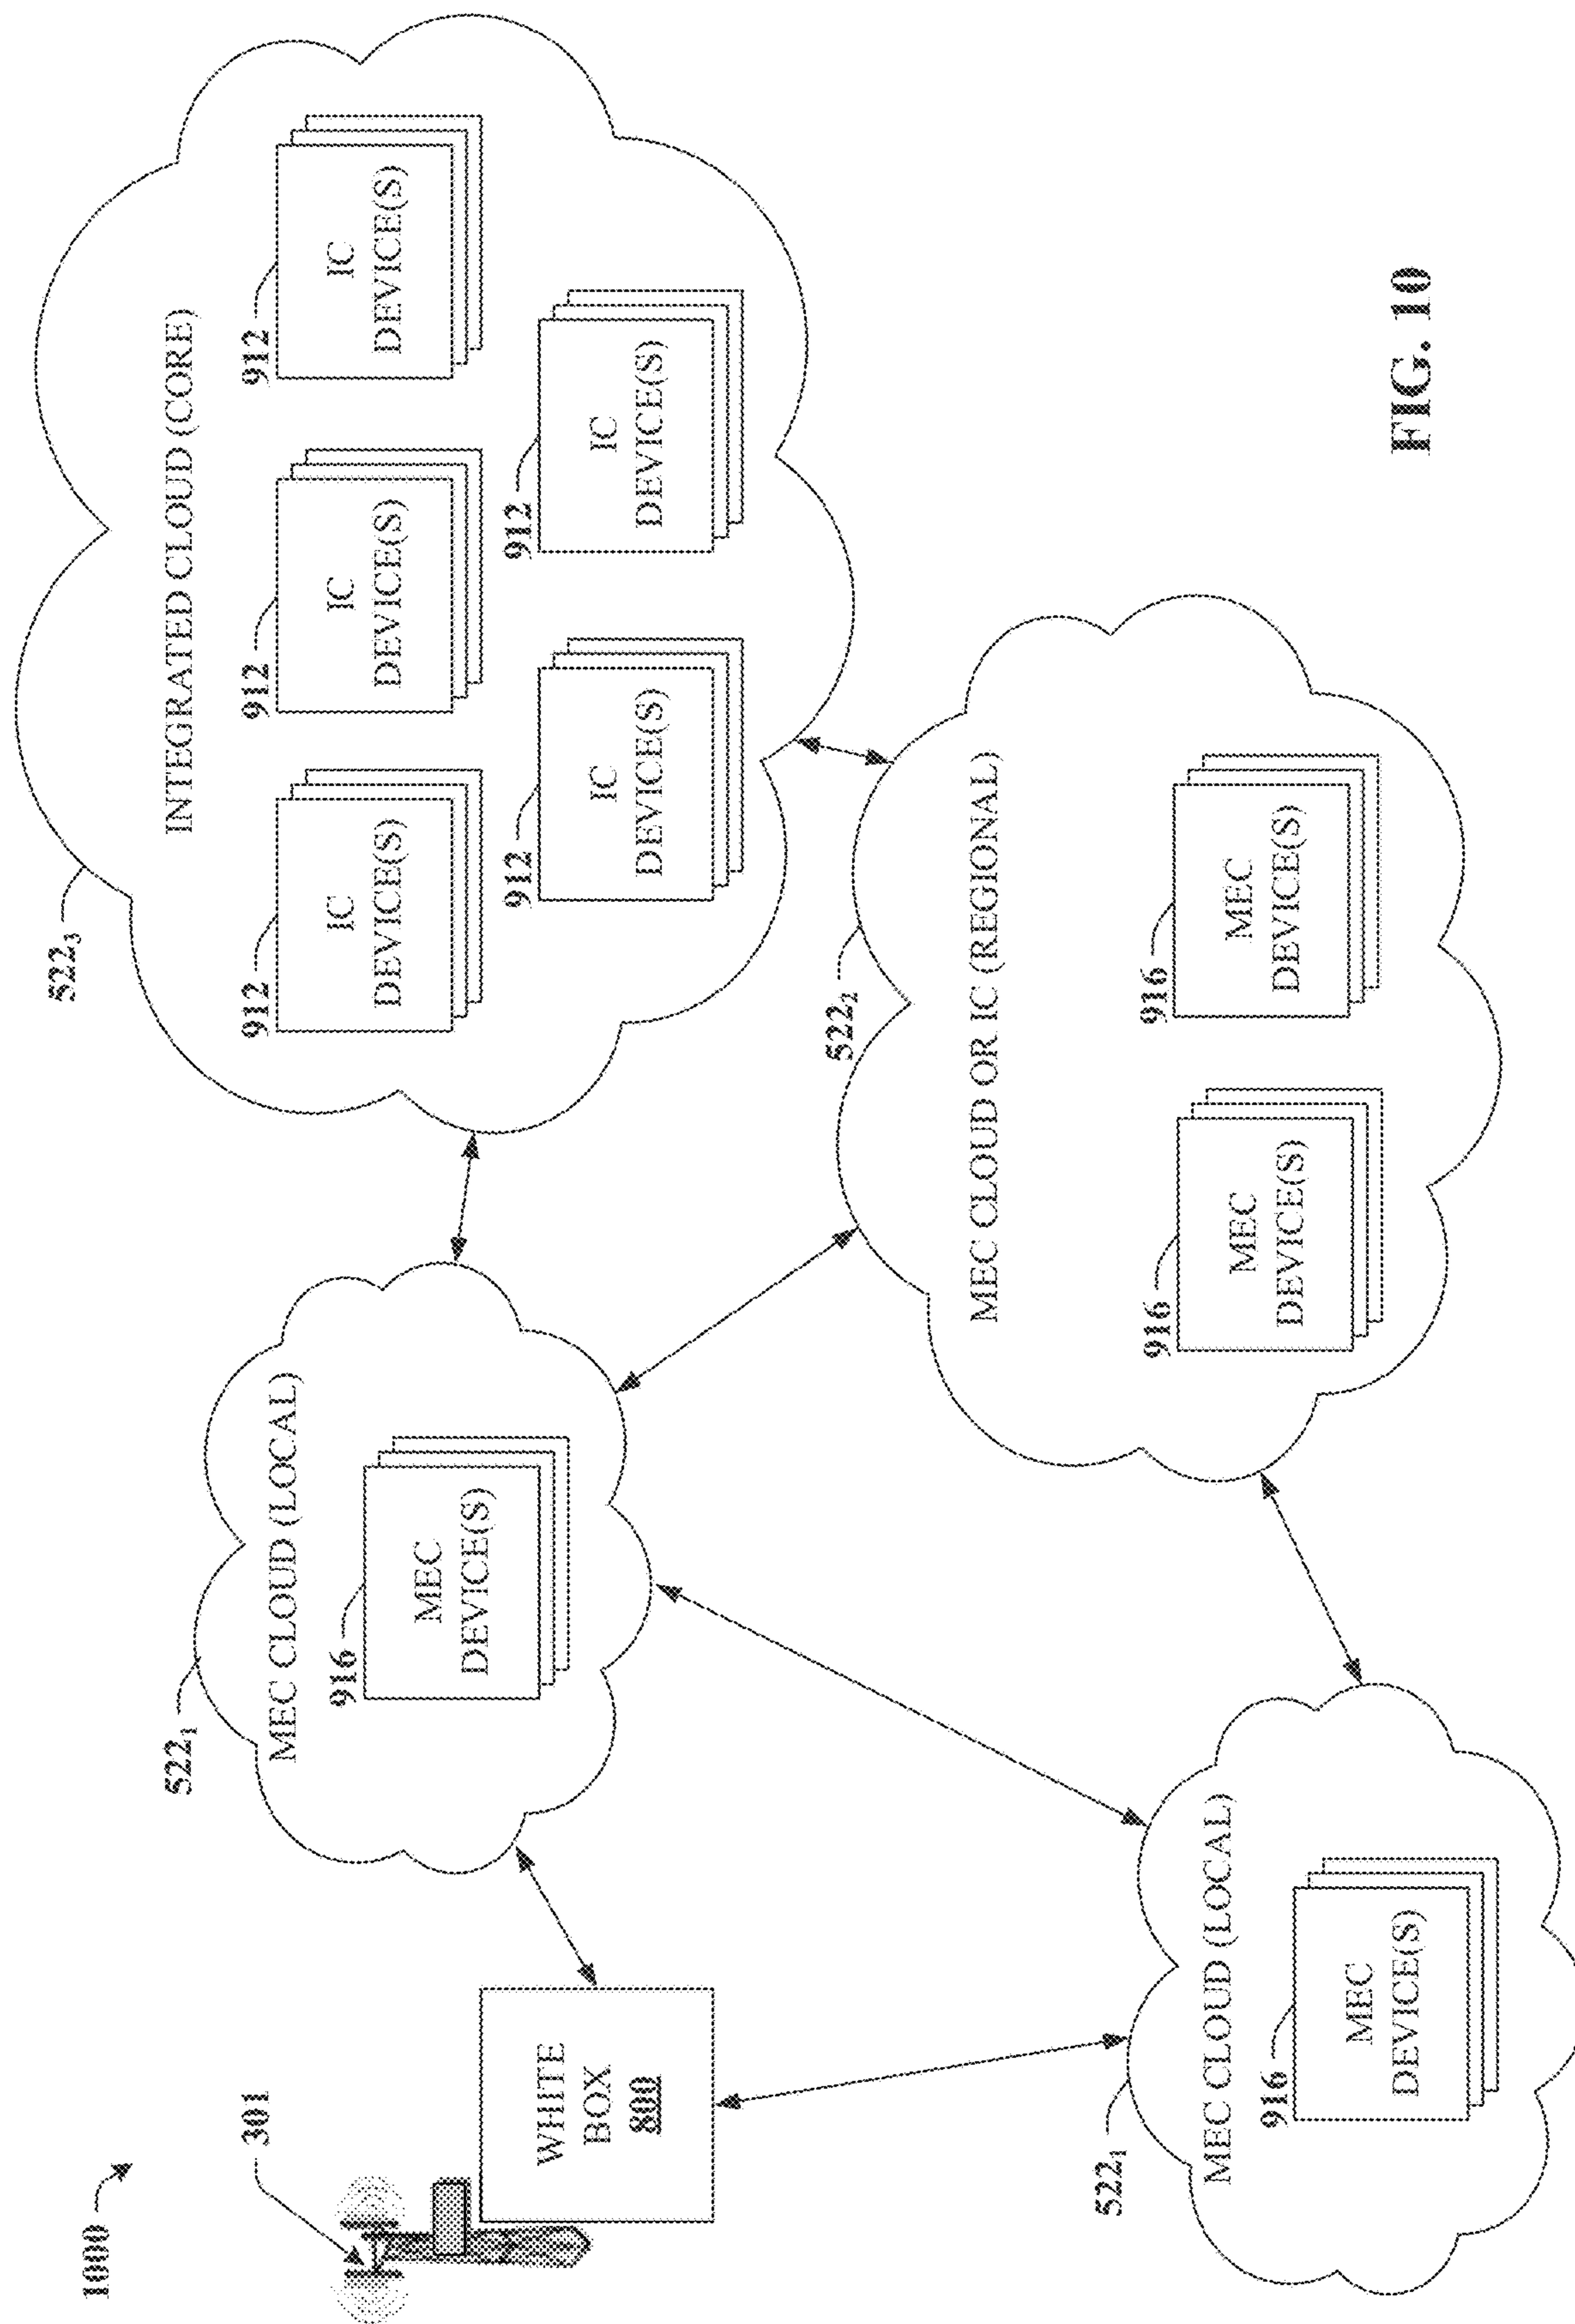 1000
301
WHITE
BOX
800
522₁
MEC CLOUD (LOCAL)
916
MEC
DEVICE(S)
522₁
MEC CLOUD (LOCAL)
916
MEC
DEVICE(S)
522₃
INTEGRATED CLOUD (CORE)
912
IC
DEVICE(S)
912
IC
DEVICE(S)
912
IC
DEVICE(S)
912
IC
DEVICE(S)
912
IC
DEVICE(S)
522₂
MEC CLOUD OR IC (REGIONAL)
916
MEC
DEVICE(S)
916
MEC
DEVICE(S)
FIG. 10